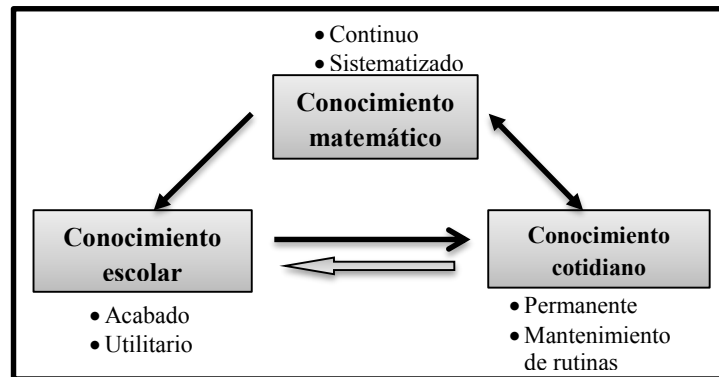 • Continuo
• Sistematizado
Conocimiento
matemático
Conocimiento
escolar
• Acabado
• Utilitario
Conocimiento
cotidiano
• Permanente
• Mantenimiento
de rutinas